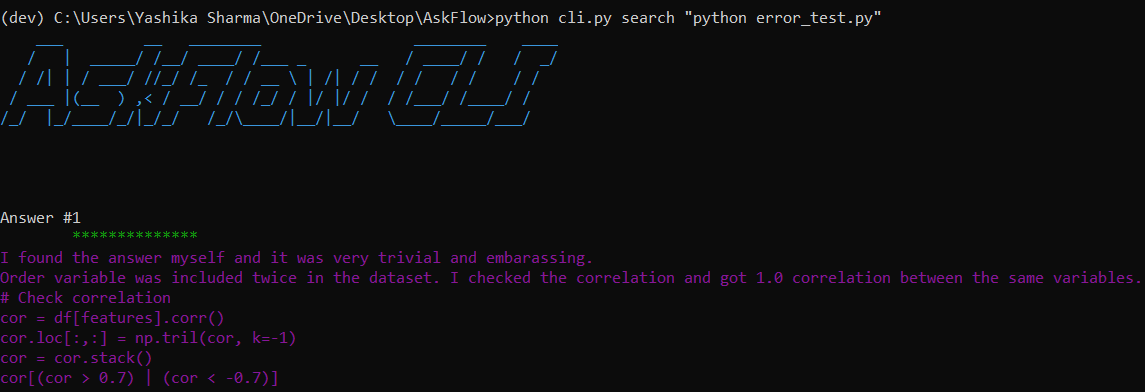 (dev) C:\Users\Yashika Sharma\OneDrive\Desktop\AskFlow>python cli.py search "python error_test.py"
AskFlow CLI
Answer #1
**************
I found the answer myself and it was very trivial and embarassing.
Order variable was included twice in the dataset. I checked the correlation and got 1.0 correlation between the same variables.
# Check correlation
cor = df[features].corr()
cor.loc[:,:] = np.tril(cor, k=-1)
cor = cor.stack()
cor[(cor > 0.7) | (cor < -0.7)]